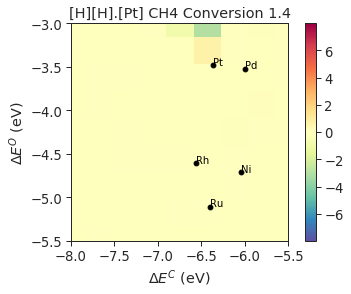 [H][H].[Pt] CH4 Conversion 1.4
−3.0
−3.5
−4.0
−4.5
−5.0
−5.5
ΔE^O (eV)
Pt
Pd
Rh
Ni
Ru
−8.0 −7.5 −7.0 −6.5 −6.0 −5.5
ΔE^C (eV)
6
4
2
0
−2
−4
−6